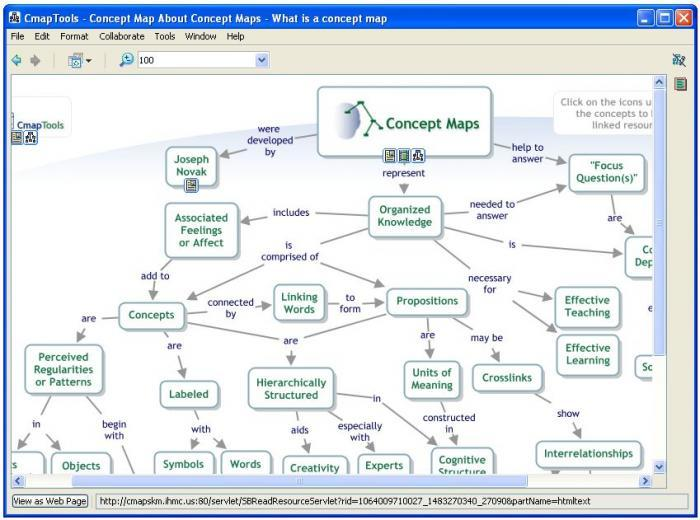 CmapTools - Concept Map About Concept Maps - What is a concept map
File Edit Format Collaborate Tools Window Help
100
CmapTools
Concept Maps
Click on the icons u
the concepts to
linked resour
were
developed
by
help to
answer
Joseph
Novak
represent
"Focus
Question(s)"
Associated
Feelings
or Affect
includes
Organized
Knowledge
needed to
answer
are
is
comprised of
is
Co
Dep
add to
necessary
for
Concepts
connected
by
Linking
Words
to
form
Propositions
Effective
Teaching
are
are
are
are
may be
Effective
Learning
Perceived
Regularities
or Patterns
Labeled
Hierarchically
Structured
Units of
Meaning
Crosslinks
So
in
begin
with
with
aids
especially
with
in
constructed
in
show
s
Objects
Symbols
Words
Creativity
Experts
Cognitive
Structure
Interrelationships
View as Web Page
http://cmapskm.ihmc.us:80/servlet/SBReadResourceServlet?rid=1064009710027_1483270340_27090&partName=htmltext